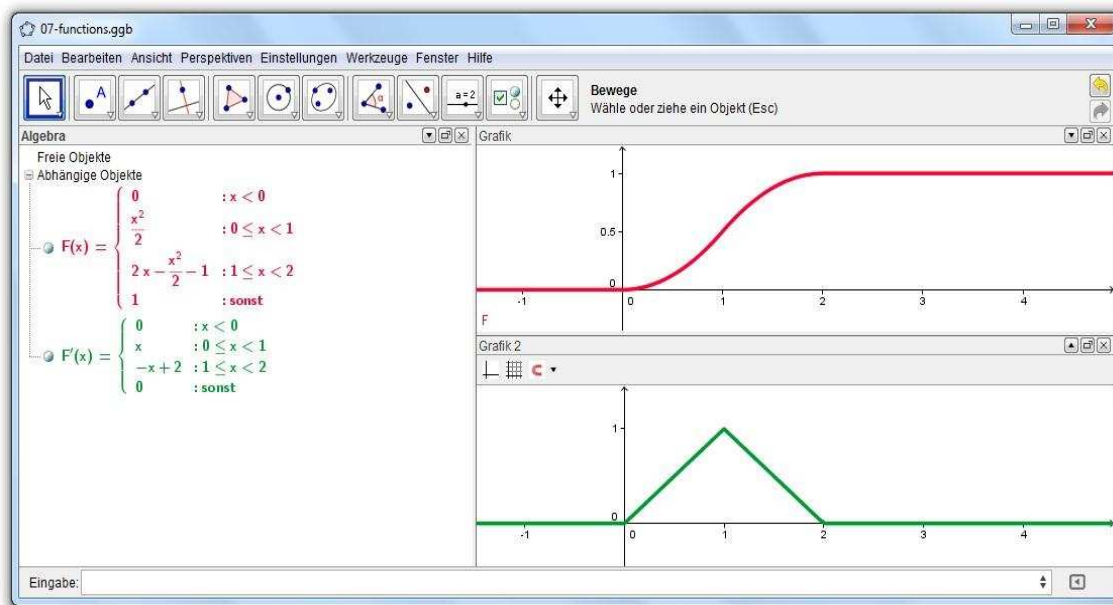 07-functions.ggb
Datei Bearbeiten Ansicht Perspektiven Einstellungen Werkzeuge Fenster Hilfe
A
a=2
Bewege
Wähle oder ziehe ein Objekt (Esc)
Algebra
Freie Objekte
Abhängige Objekte
F(x) = { 0 : x < 0
x²/2 : 0 ≤ x < 1
2 x − x²/2 − 1 : 1 ≤ x < 2
1 : sonst
F′(x) = { 0 : x < 0
x : 0 ≤ x < 1
−x + 2 : 1 ≤ x < 2
0 : sonst
Grafik
1
0.5
0
-1 0 1 2 3 4
F
Grafik 2
1
0
-1 0 1 2 3 4
Eingabe: